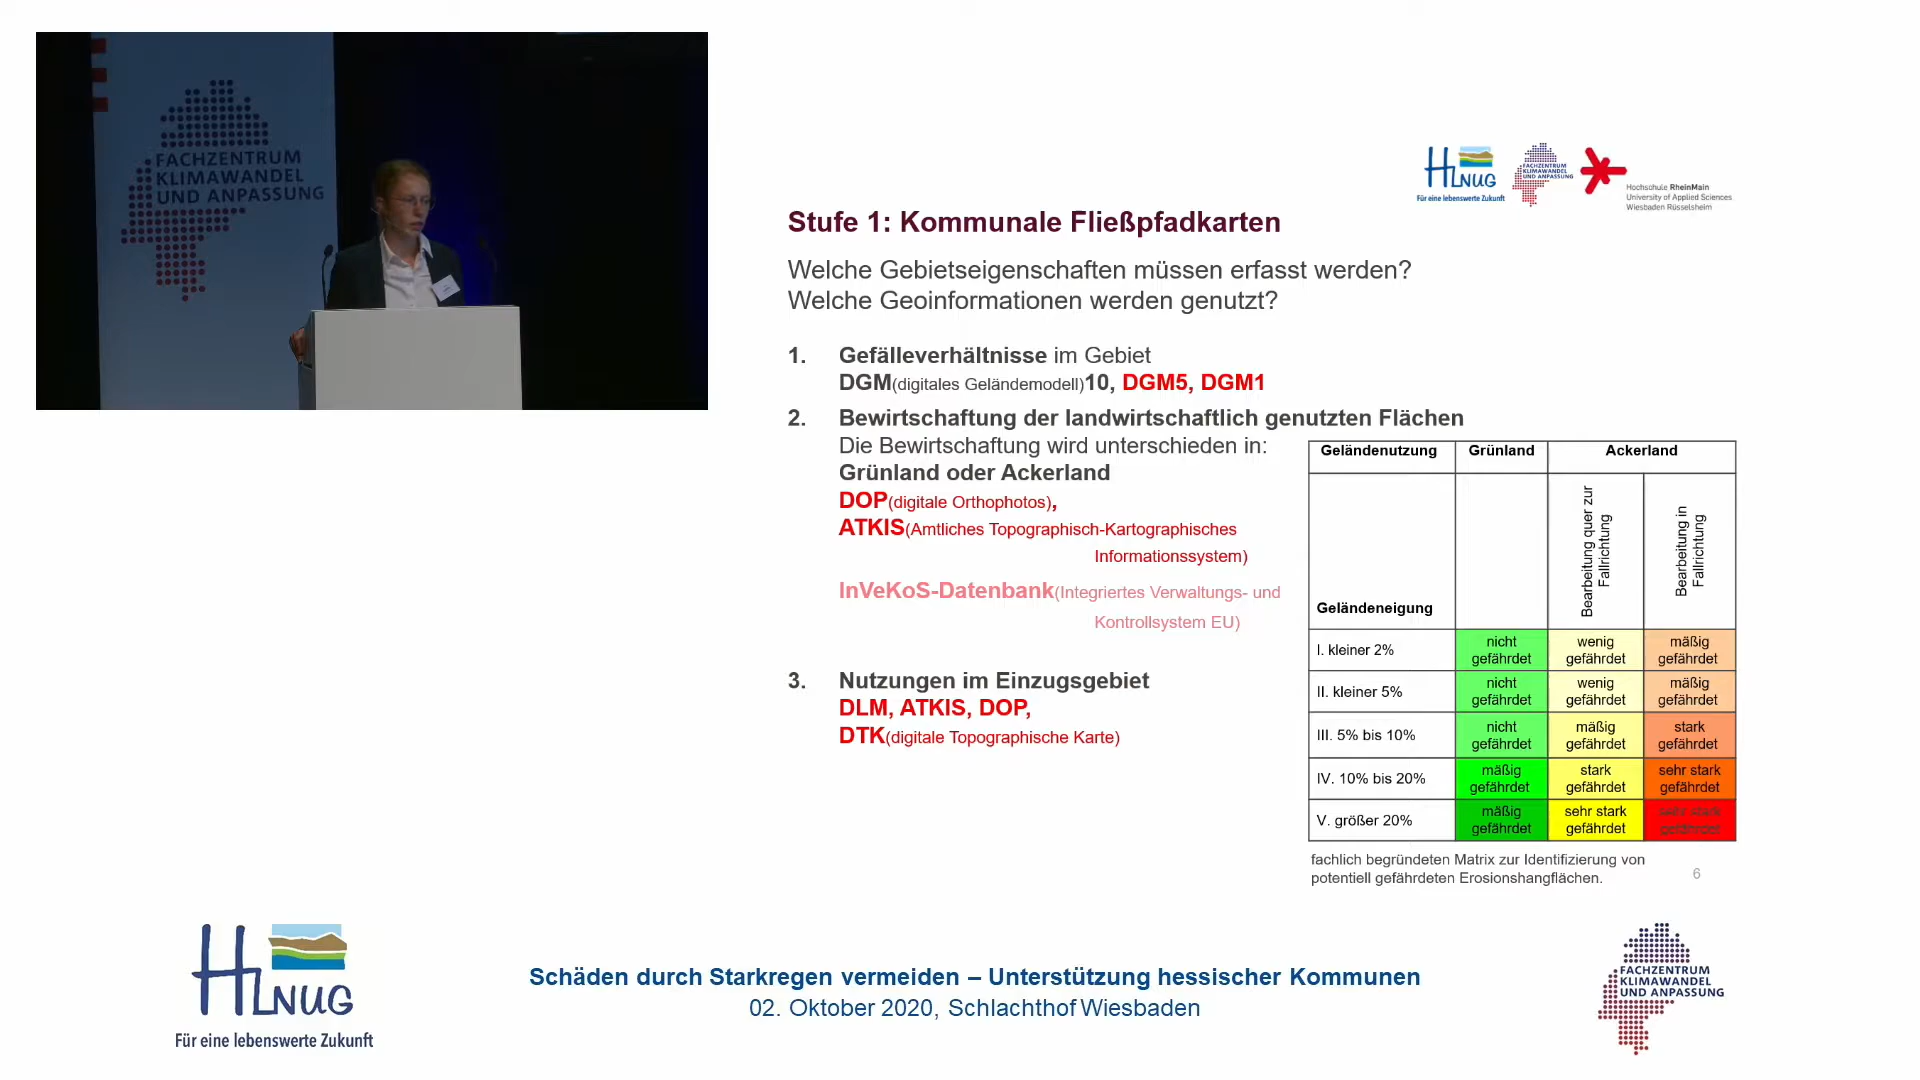 FACHZENTRUM
KLIMAWANDEL
UND ANPASSUNG
HLNUG
Für eine lebenswerte Zukunft
FACHZENTRUM
KLIMAWANDEL
UND ANPASSUNG
Hochschule RheinMain
University of Applied Sciences
Wiesbaden Rüsselsheim
Stufe 1: Kommunale Fließpfadkarten
Welche Gebietseigenschaften müssen erfasst werden?
Welche Geoinformationen werden genutzt?
1. Gefälleverhältnisse im Gebiet
DGM(digitales Geländemodell)10, DGM5, DGM1
2. Bewirtschaftung der landwirtschaftlich genutzten Flächen
Die Bewirtschaftung wird unterschieden in:
Grünland oder Ackerland
DOP(digitale Orthophotos),
ATKIS(Amtliches Topographisch-Kartographisches
Informationssystem)
InVeKoS-Datenbank(Integriertes Verwaltungs- und
Kontrollsystem EU)
3. Nutzungen im Einzugsgebiet
DLM, ATKIS, DOP,
DTK(digitale Topographische Karte)
Geländenutzung Grünland Ackerland
Geländeneigung
Bearbeitung quer zur
Fallrichtung
Bearbeitung in
Fallrichtung
I. kleiner 2% nicht gefährdet wenig gefährdet mäßig gefährdet
II. kleiner 5% nicht gefährdet wenig gefährdet mäßig gefährdet
III. 5% bis 10% nicht gefährdet mäßig gefährdet stark gefährdet
IV. 10% bis 20% mäßig gefährdet stark gefährdet sehr stark gefährdet
V. größer 20% mäßig gefährdet sehr stark gefährdet sehr stark gefährdet
fachlich begründeten Matrix zur Identifizierung von
potentiell gefährdeten Erosionshangflächen.
6
HLNUG
Für eine lebenswerte Zukunft
Schäden durch Starkregen vermeiden – Unterstützung hessischer Kommunen
02. Oktober 2020, Schlachthof Wiesbaden
FACHZENTRUM
KLIMAWANDEL
UND ANPASSUNG